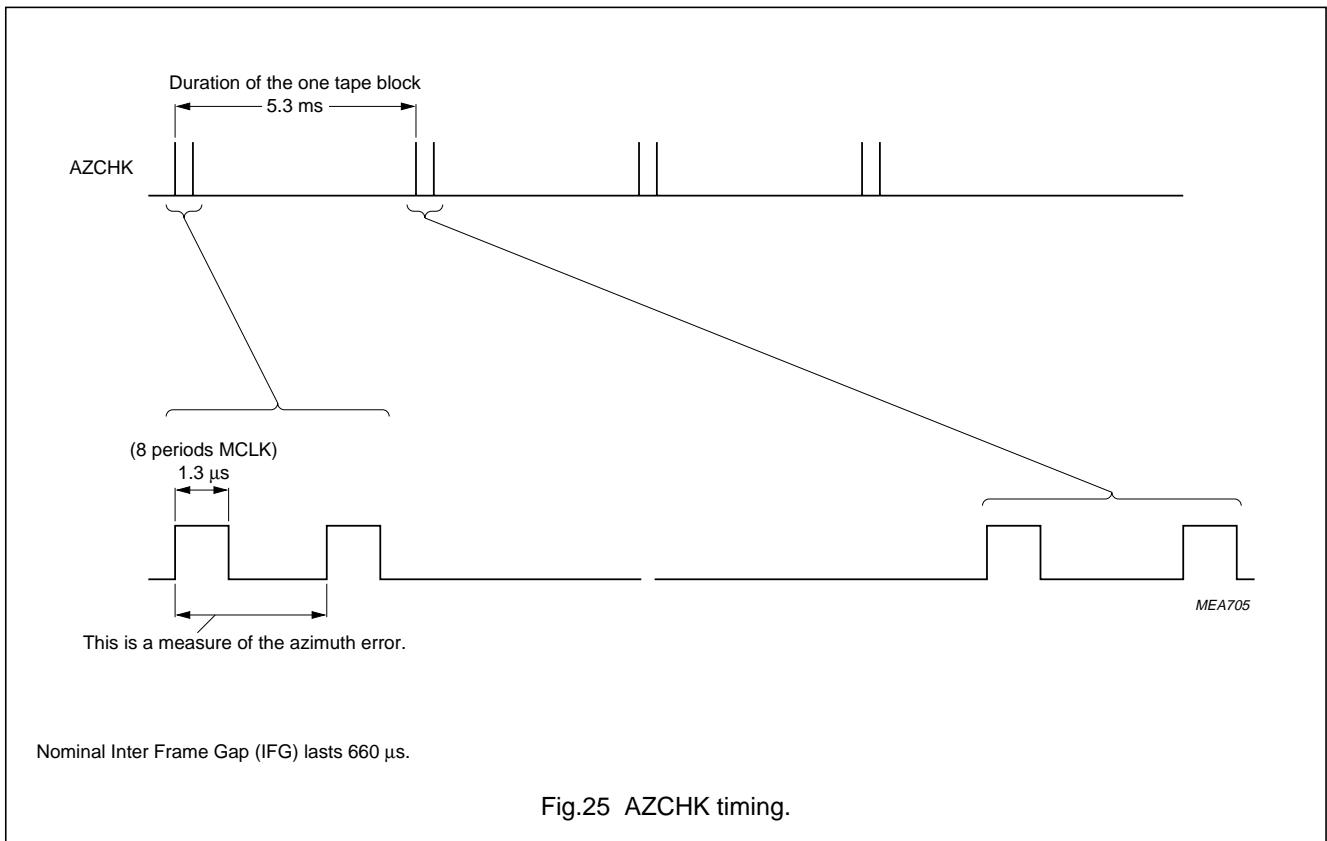 Duration of the one tape block
5.3 ms
AZCHK
(8 periods MCLK)
1.3 µs
MEA705
This is a measure of the azimuth error.
Nominal Inter Frame Gap (IFG) lasts 660 µs.
Fig.25 AZCHK timing.